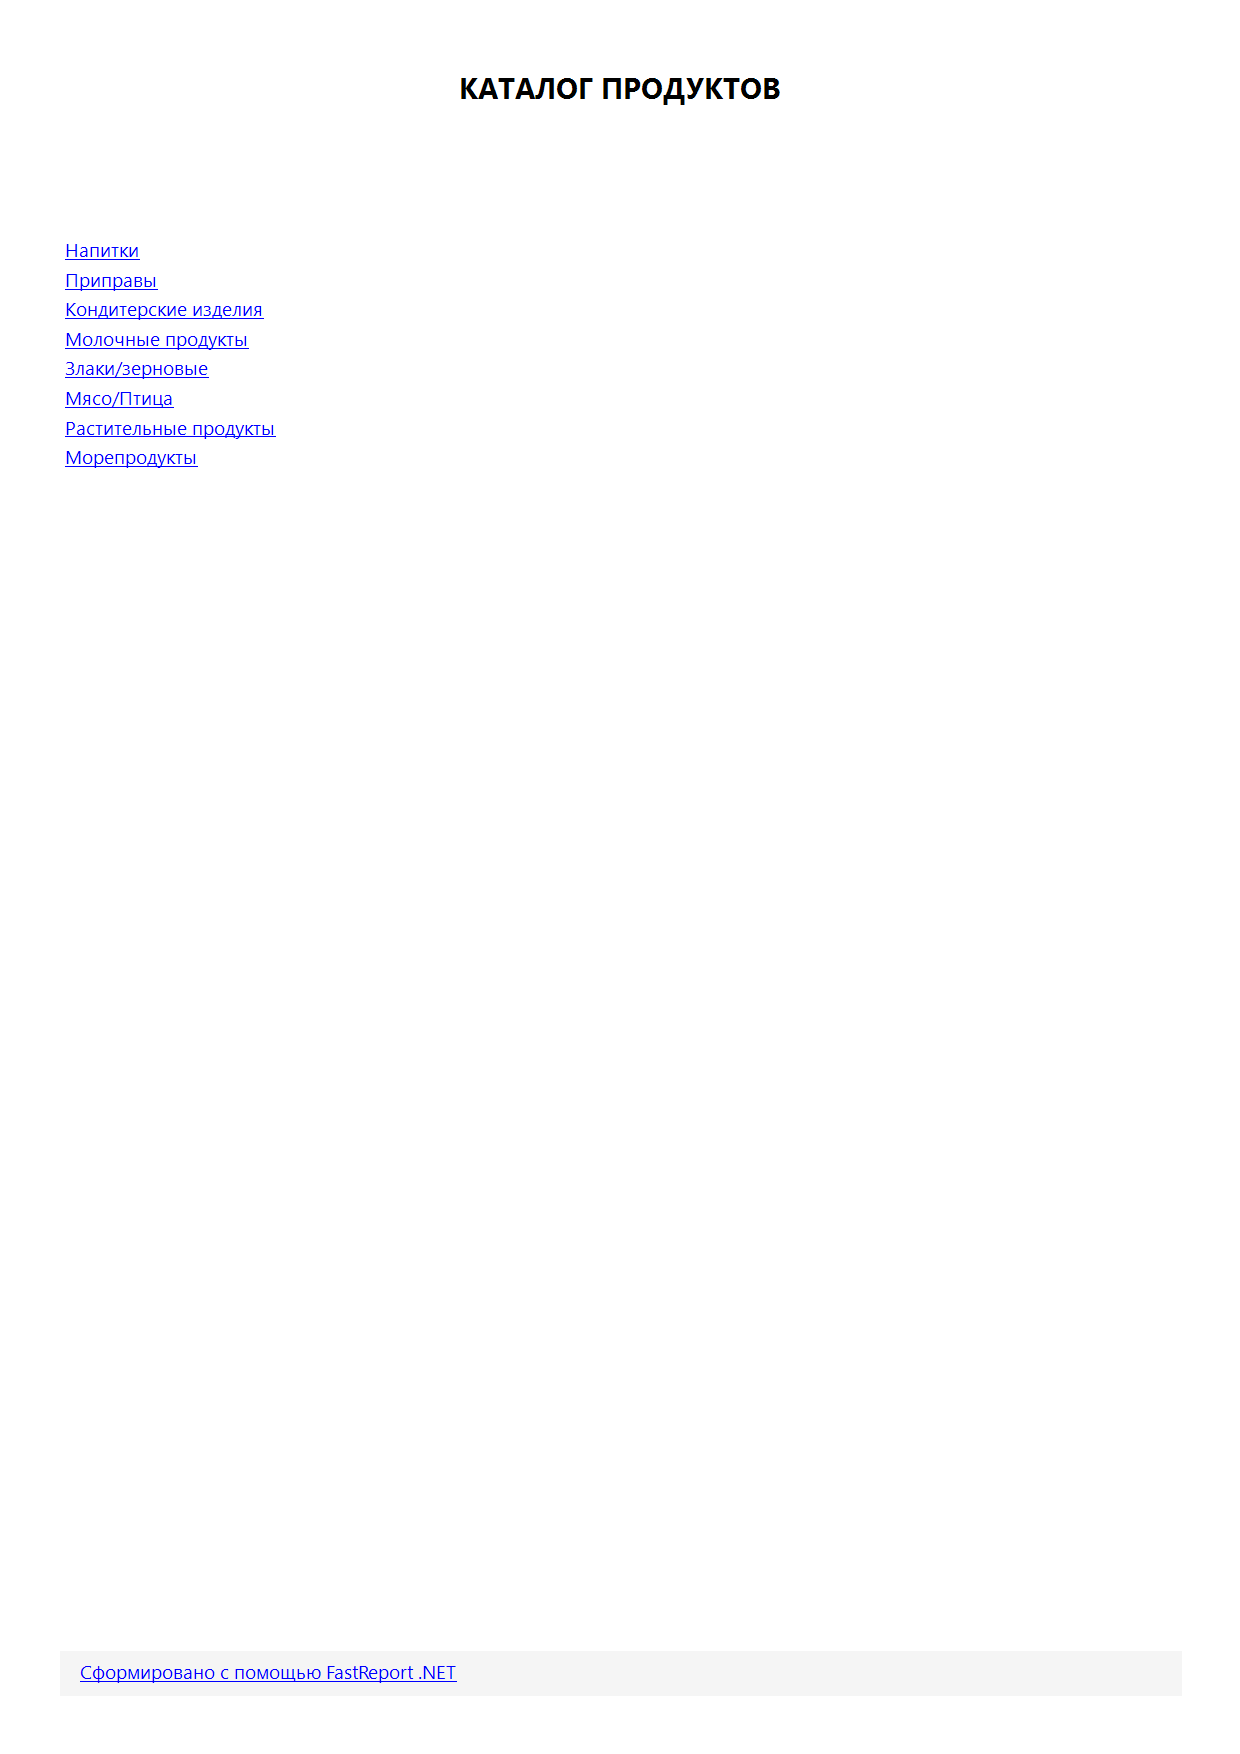 КАТАЛОГ ПРОДУКТОВ
Напитки
Приправы
Кондитерские изделия
Молочные продукты
Злаки/зерновые
Мясо/Птица
Растительные продукты
Морепродукты
Сформировано с помощью FastReport .NET